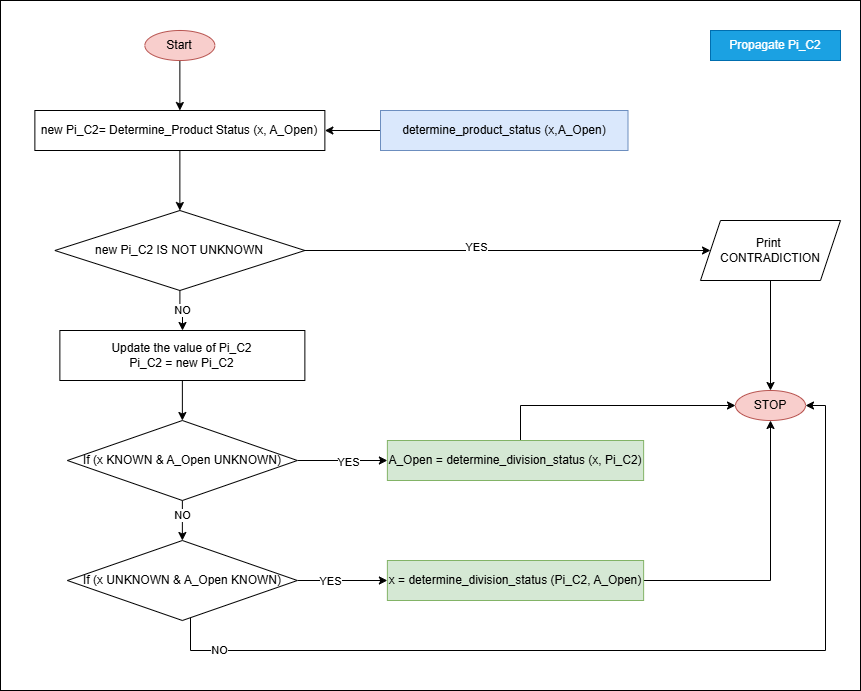 Start
Propagate Pi_C2
new Pi_C2= Determine_Product Status (x, A_Open)
determine_product_status (x,A_Open)
new Pi_C2 IS NOT UNKNOWN
YES
Print
CONTRADICTION
NO
Update the value of Pi_C2
Pi_C2 = new Pi_C2
STOP
If (x KNOWN & A_Open UNKNOWN)
YES
A_Open = determine_division_status (x, Pi_C2)
NO
If (x UNKNOWN & A_Open KNOWN)
YES
x = determine_division_status (Pi_C2, A_Open)
NO